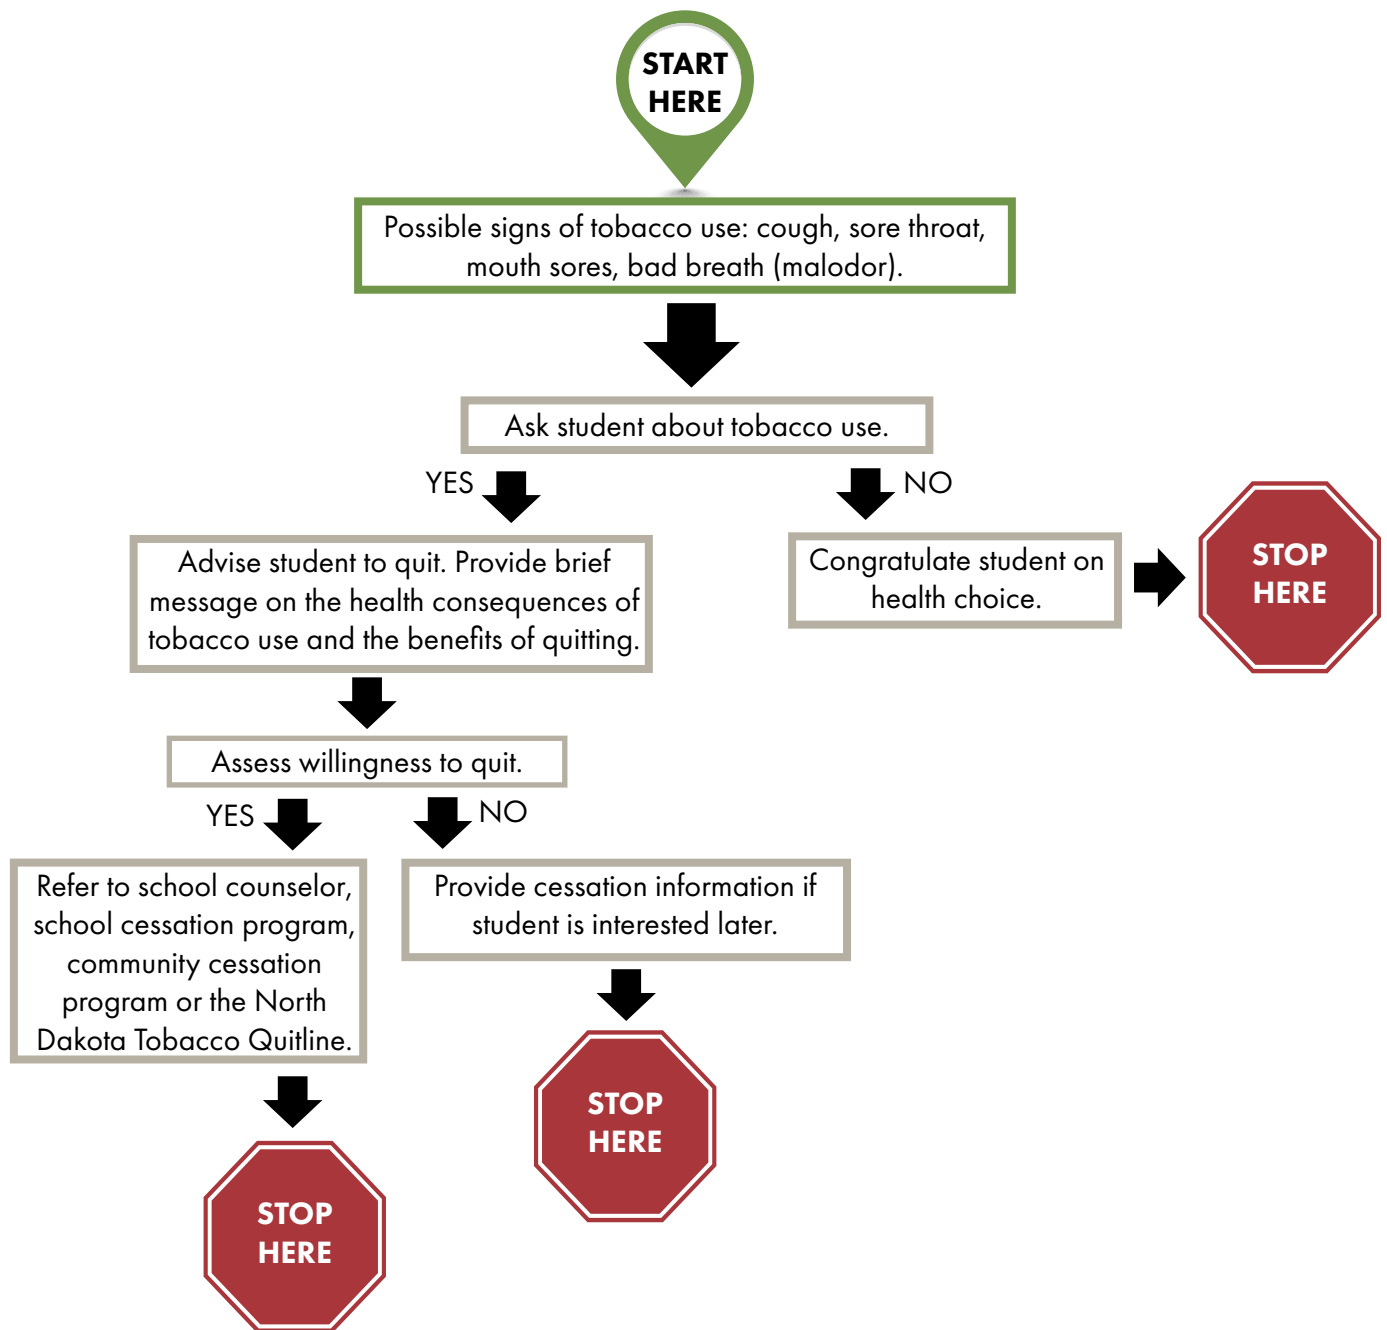 START
HERE
Possible signs of tobacco use: cough, sore throat,
mouth sores, bad breath (malodor).
Ask student about tobacco use.
YES
NO
Advise student to quit. Provide brief
message on the health consequences of
tobacco use and the benefits of quitting.
Congratulate student on
health choice.
STOP
HERE
Assess willingness to quit.
YES
NO
Refer to school counselor,
school cessation program,
community cessation
program or the North
Dakota Tobacco Quitline.
Provide cessation information if
student is interested later.
STOP
HERE
STOP
HERE